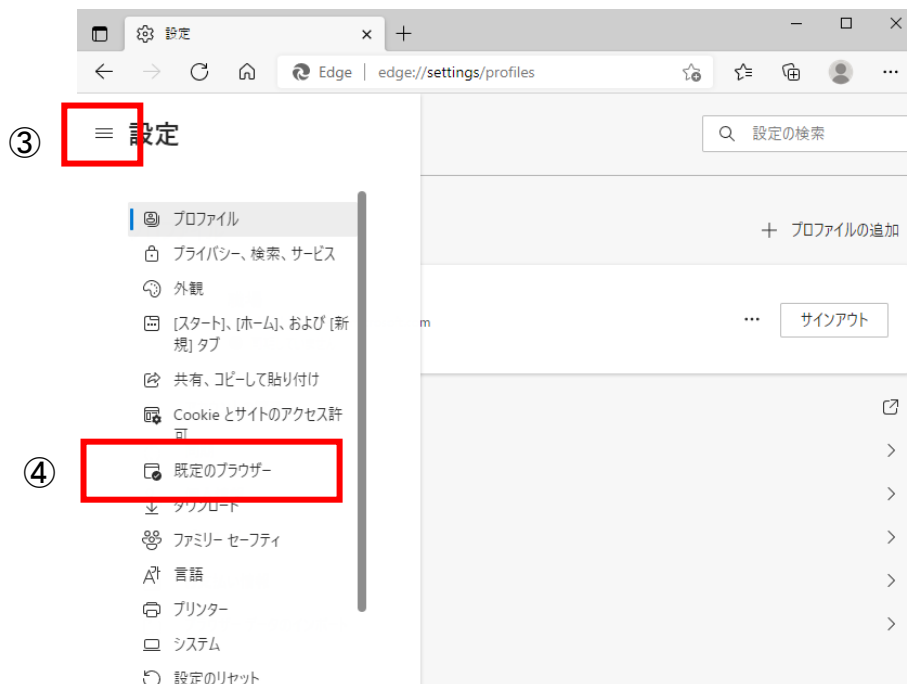 設定
Edge | edge://settings/profiles
③
設定
設定の検索
プロファイル
プロファイルの追加
プライバシー、検索、サービス
外観
[スタート]、[ホーム]、および [新
規] タブ
m
サインアウト
共有、コピーして貼り付け
Cookie とサイトのアクセス許
可
④
既定のブラウザー
ダウンロード
ファミリー セーフティ
言語
プリンター
システム
設定のリセット